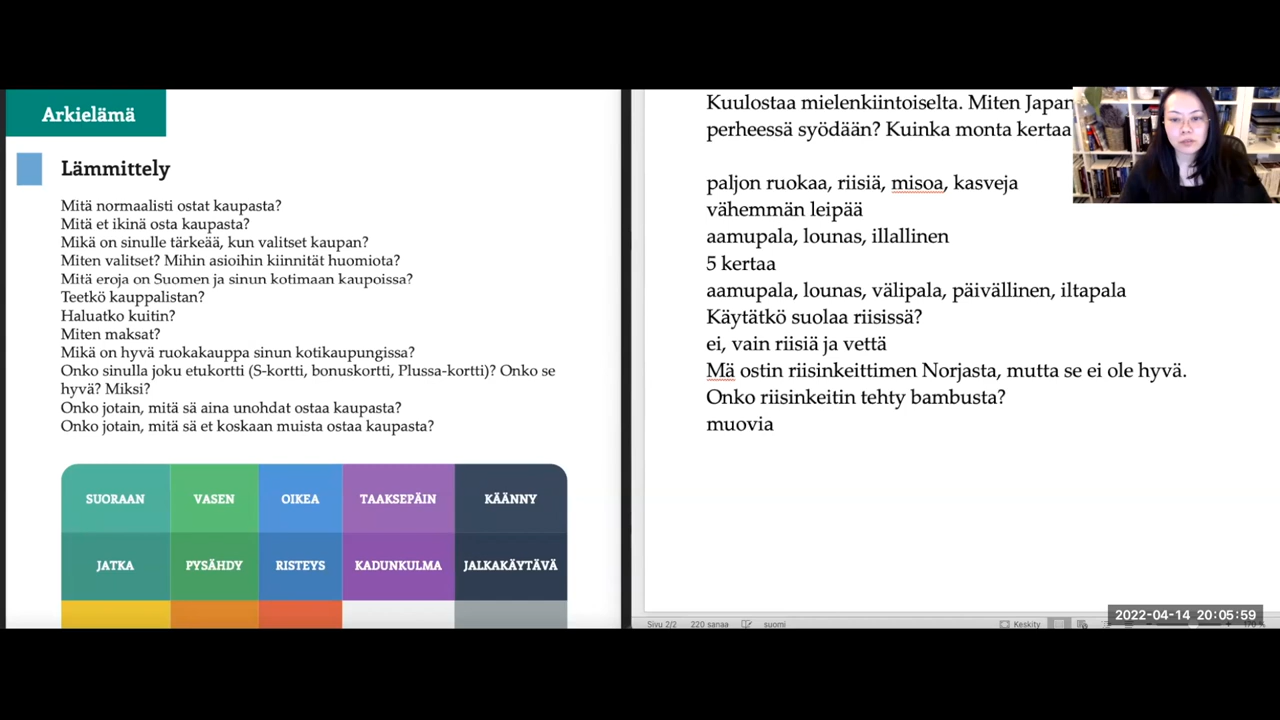 Arkielämä
Lämmittely
Mitä normaalisti ostat kaupasta?
Mitä et ikinä osta kaupasta?
Mikä on sinulle tärkeää, kun valitset kaupan?
Miten valitset? Mihin asioihin kiinnität huomiota?
Mitä eroja on Suomen ja sinun kotimaan kaupoissa?
Teetkö kauppalistan?
Haluatko kuitin?
Miten maksat?
Mikä on hyvä ruokakauppa sinun kotikaupungissa?
Onko sinulla joku etukortti (S-kortti, bonuskortti, Plussa-kortti)? Onko se
hyvä? Miksi?
Onko jotain, mitä sä aina unohdat ostaa kaupasta?
Onko jotain, mitä sä et koskaan muista ostaa kaupasta?
SUORAAN VASEN OIKEA TAAKSEPÄIN KÄÄNNY
JATKA PYSÄHDY RISTEYS KADUNKULMA JALKAKÄYTÄVÄ
Kuulostaa mielenkiintoiselta. Miten Japan
perheessä syödään? Kuinka monta kertaa
paljon ruokaa, riisiä, misoa, kasveja
vähemmän leipää
aamupala, lounas, illallinen
5 kertaa
aamupala, lounas, välipala, päivällinen, iltapala
Käytätkö suolaa riisissä?
ei, vain riisiä ja vettä
Mä ostin riisinkeittimen Norjasta, mutta se ei ole hyvä.
Onko riisinkeitin tehty bambusta?
muovia
Sivu 2/2 220 sanaa suomi Keskity
2022-04-14 20:05:59